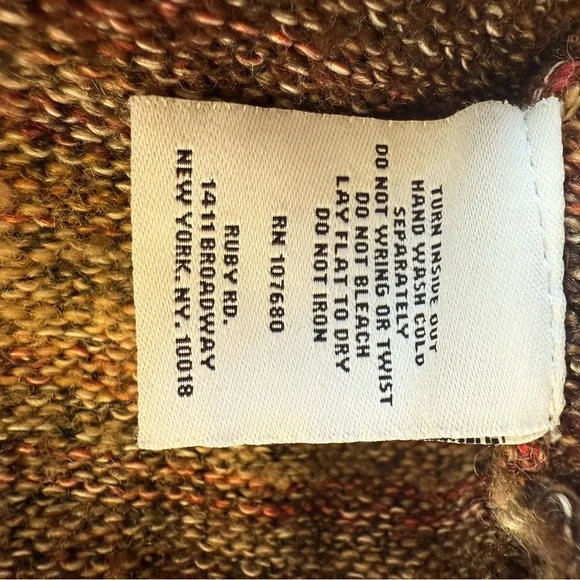 TURN INSIDE OUT
HAND WASH COLD
SEPARATELY
DO NOT WRING OR TWIST
DO NOT BLEACH
LAY FLAT TO DRY
DO NOT IRON
RN 107680
RUBY RD.
1411 BROADWAY
NEW YORK, NY, 10018